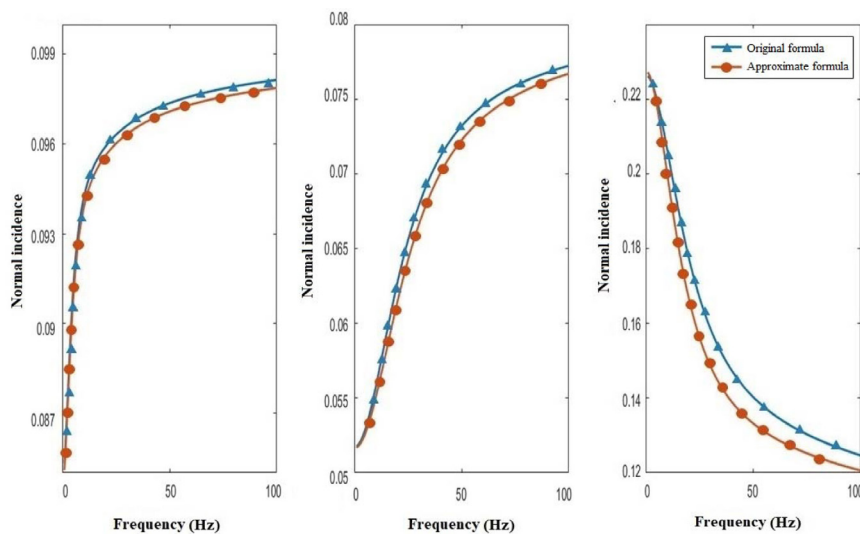 0.099
0.096
0.093
0.09
0.087
Normal incidence
0 50 100
Frequency (Hz)
0.08
0.075
0.07
0.065
0.06
0.055
0.05
Normal incidence
0 50 100
Frequency (Hz)
Original formula
Approximate formula
0.22
0.2
0.18
0.16
0.14
0.12
Normal incidence
0 50 100
Frequency (Hz)